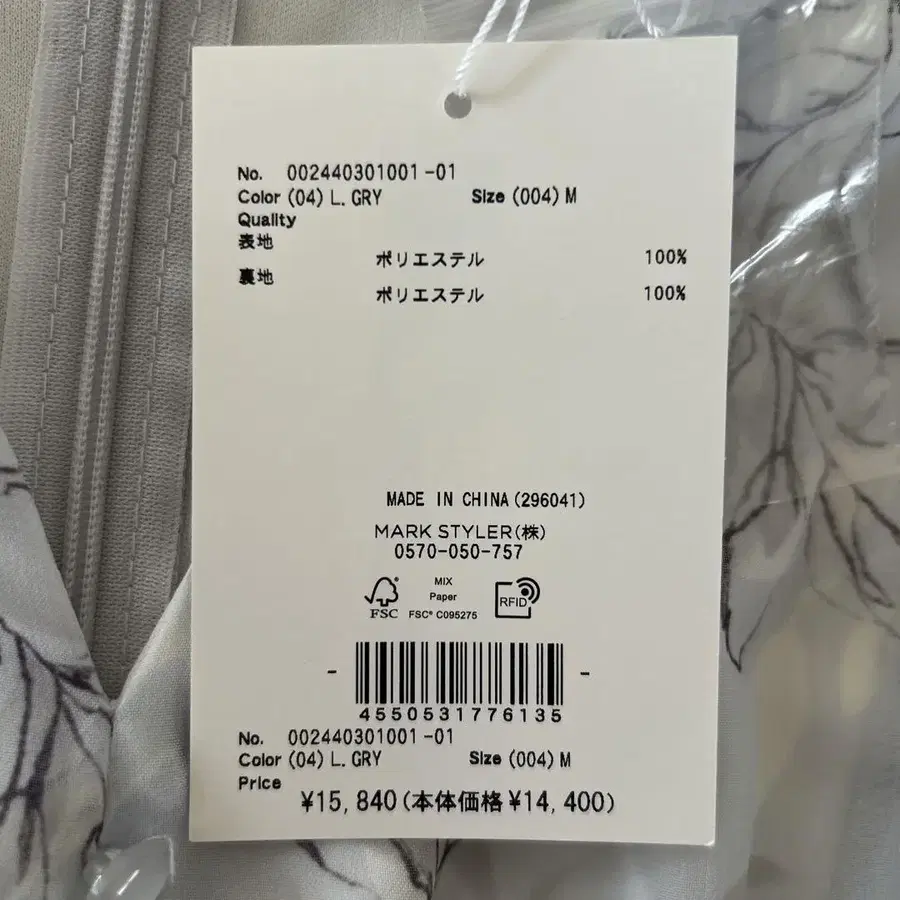 No. 002440301001-01
Color (04) L. GRY Size (004) M
Quality
表地
ポリエステル 100%
裏地
ポリエステル 100%
MADE IN CHINA (296041)
MARK STYLER(株)
0570-050-757
FSC
MIX
Paper
FSC® C095275
RFID
4550531776135
No. 002440301001-01
Color (04) L. GRY Size (004) M
Price
¥15,840(本体価格¥14,400)